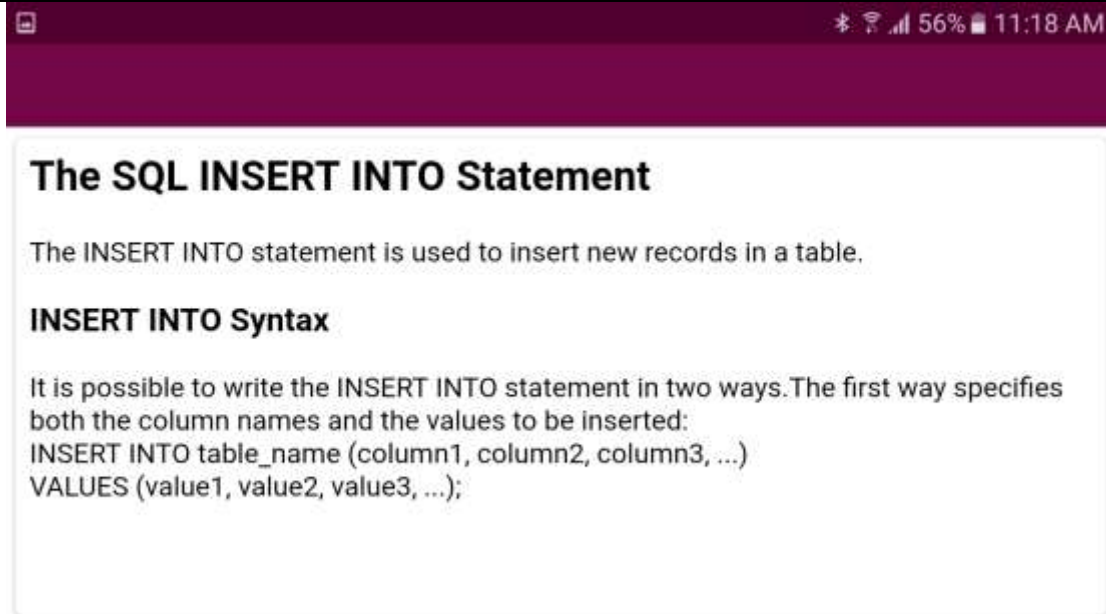 56% 11:18 AM
The SQL INSERT INTO Statement
The INSERT INTO statement is used to insert new records in a table.
INSERT INTO Syntax
It is possible to write the INSERT INTO statement in two ways.The first way specifies
both the column names and the values to be inserted:
INSERT INTO table_name (column1, column2, column3, ...)
VALUES (value1, value2, value3, ...);